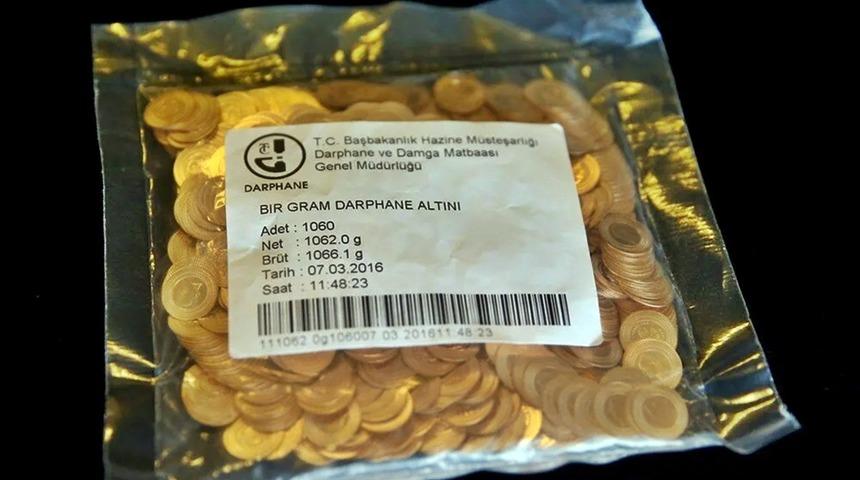 T.C. Başbakanlık Hazine Müsteşarlığı
Darphane ve Damga Matbaası
Genel Müdürlüğü
DARPHANE
BIR GRAM DARPHANE ALTINI
Adet : 1060
Net : 1062.0 g
Brüt : 1066.1 g
Tarih : 07.03.2016
Saat : 11:48:23
111062.0g106007.03.201611:48:23